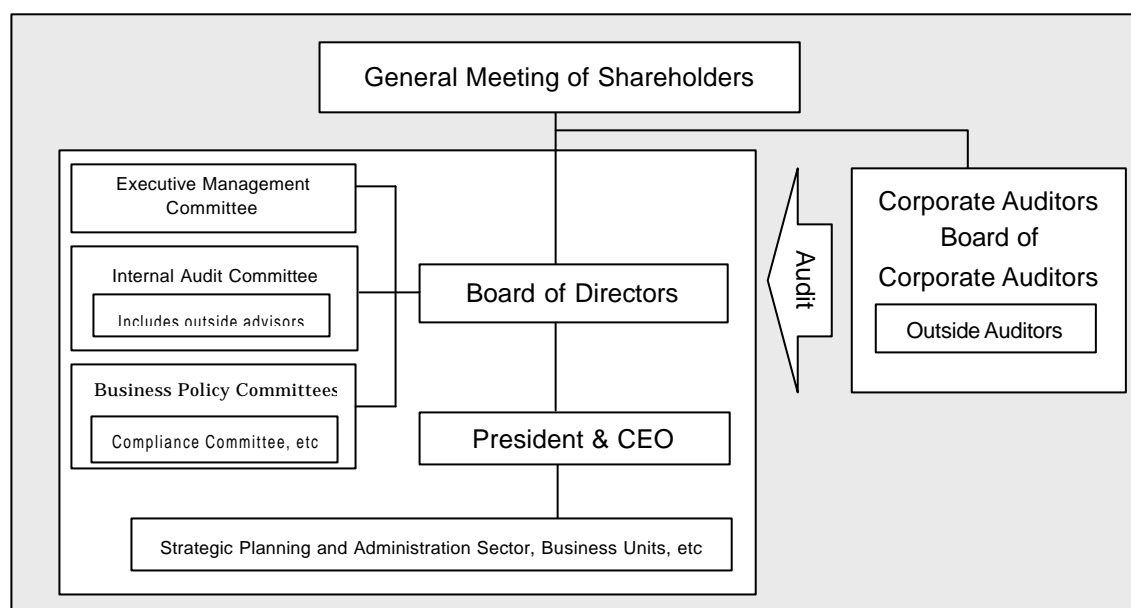 General Meeting of Shareholders
Executive Management
Committee
Internal Audit Committee
Includes outside advisors
Business Policy Committees
Compliance Committee, etc
Board of Directors
President & CEO
Strategic Planning and Administration Sector, Business Units, etc
Audit
Corporate Auditors
Board of
Corporate Auditors
Outside Auditors